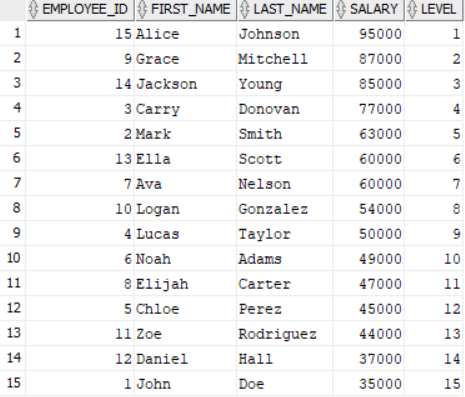 EMPLOYEE_ID FIRST_NAME LAST_NAME SALARY LEVEL
1 15 Alice Johnson 95000 1
2 9 Grace Mitchell 87000 2
3 14 Jackson Young 85000 3
4 3 Carry Donovan 77000 4
5 2 Mark Smith 63000 5
6 13 Ella Scott 60000 6
7 7 Ava Nelson 60000 7
8 10 Logan Gonzalez 54000 8
9 4 Lucas Taylor 50000 9
10 6 Noah Adams 49000 10
11 8 Elijah Carter 47000 11
12 5 Chloe Perez 45000 12
13 11 Zoe Rodriguez 44000 13
14 12 Daniel Hall 37000 14
15 1 John Doe 35000 15